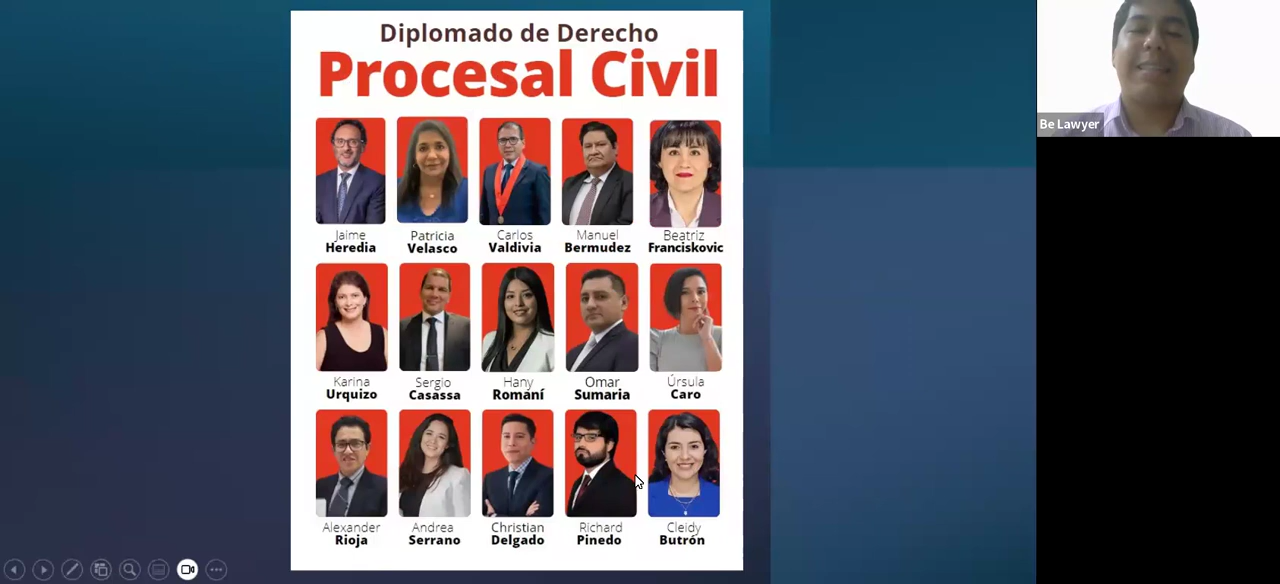 Diplomado de Derecho
Procesal Civil
Be Lawyer
Jaime
Heredia
Patricia
Velasco
Carlos
Valdivia
Manuel
Bermudez
Beatriz
Franciskovic
Karina
Urquizo
Sergio
Casassa
Hany
Romaní
Omar
Sumaria
Úrsula
Caro
Alexander
Rioja
Andrea
Serrano
Christian
Delgado
Richard
Pinedo
Cleidy
Butrón